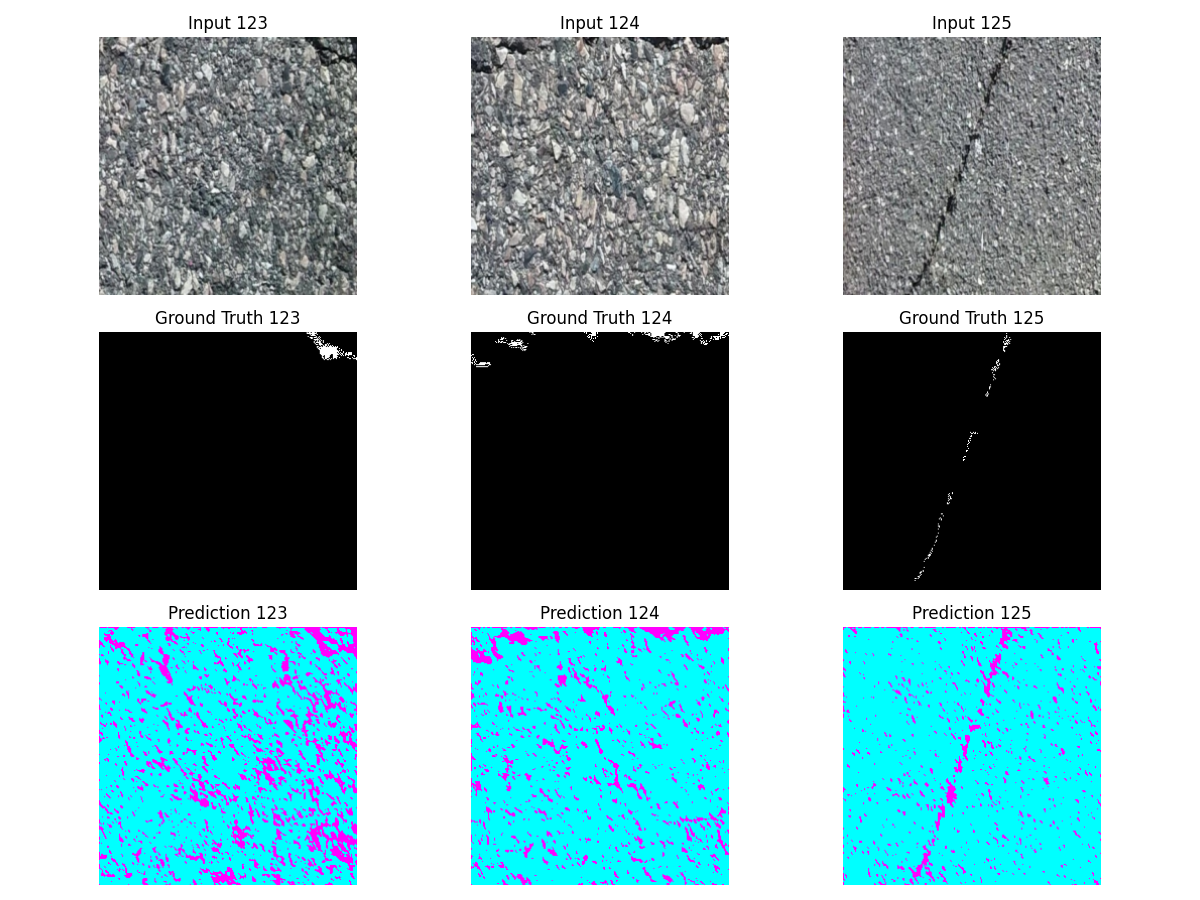 Input 123
Input 124
Input 125
Ground Truth 123
Ground Truth 124
Ground Truth 125
Prediction 123
Prediction 124
Prediction 125